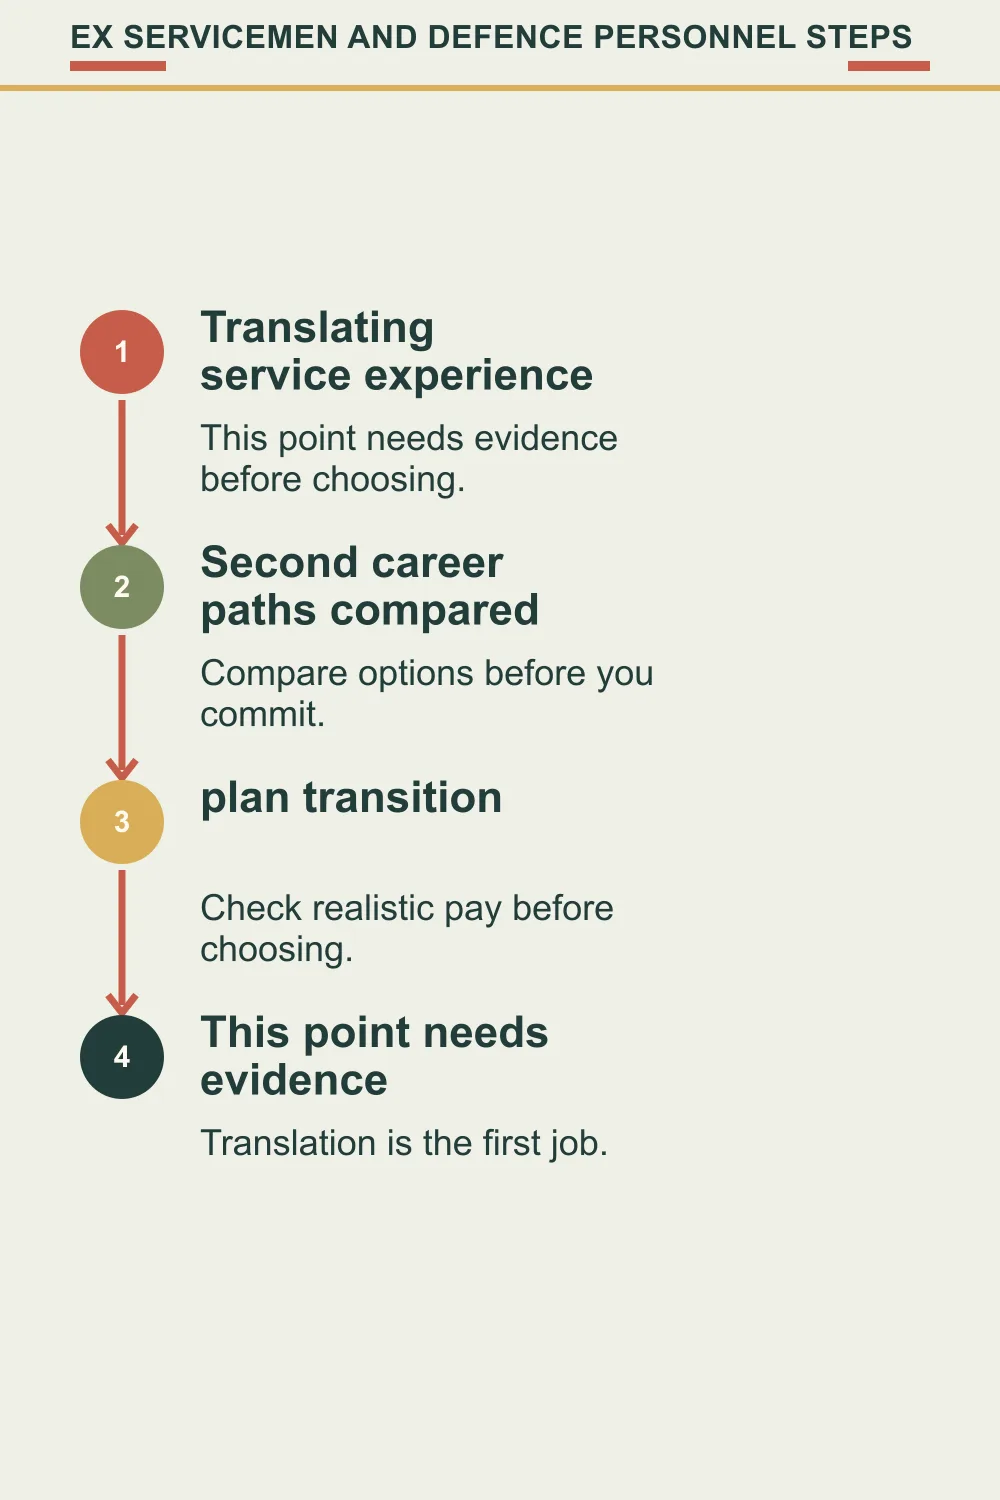 EX SERVICEMEN AND DEFENCE PERSONNEL STEPS
1
Translating
service experience
This point needs evidence
before choosing.
2
Second career
paths compared
Compare options before you
commit.
3
plan transition
Check realistic pay before
choosing.
4
This point needs
evidence
Translation is the first job.